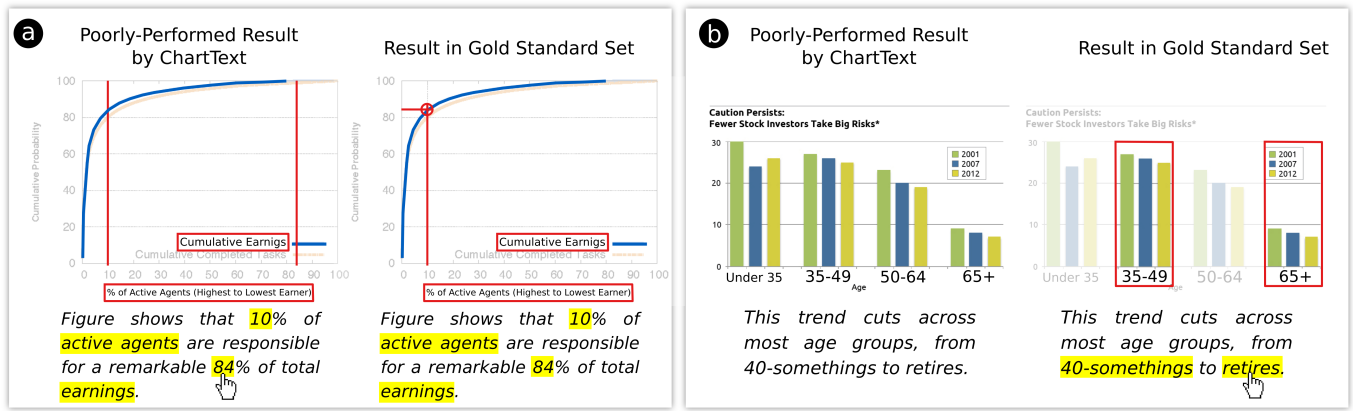 a
Poorly-Performed Result
by ChartText
Result in Gold Standard Set
Cumulative Probability
100
80
60
40
20
0
Cumulative Earnigs
Cumulative Completed Tasks
0 10 20 30 40 50 60 70 80 90 100
% of Active Agents (Highest to Lowest Earner)
Figure shows that 10% of
active agents are responsible
for a remarkable 84% of total
earnings.
Cumulative Probability
100
80
60
40
20
0
Cumulative Earnigs
Cumulative Completed Tasks
0 10 20 30 40 50 60 70 80 90 100
% of Active Agents (Highest to Lowest Earner)
Figure shows that 10% of
active agents are responsible
for a remarkable 84% of total
earnings.
b
Poorly-Performed Result
by ChartText
Result in Gold Standard Set
Caution Persists:
Fewer Stock Investors Take Big Risks*
30
20
10
0
2001
2007
2012
Under 35 35-49 50-64 65+
Age
This trend cuts across
most age groups, from
40-somethings to retires.
Caution Persists:
Fewer Stock Investors Take Big Risks*
30
20
10
0
2001
2007
2012
Under 35 35-49 50-64 65+
Age
This trend cuts across
most age groups, from
40-somethings to retires.